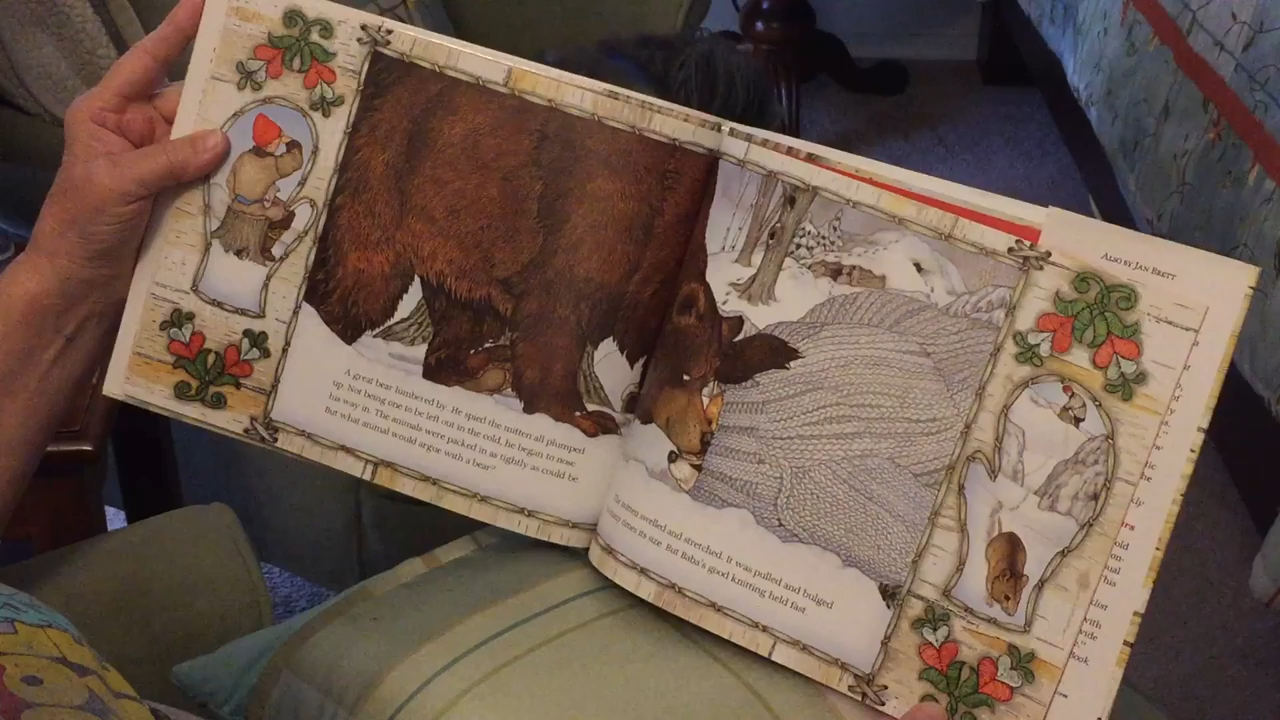 A great bear lumbered by. He spied the mitten all plumped
up. Not being one to be left out in the cold, he began to nose
his way in. The animals were packed in as tightly as could be.
But what animal would argue with a bear?
The mitten swelled and stretched. It was pulled and bulged
many times its size. But Baba's good knitting held fast.
ALSO BY JAN BRETT